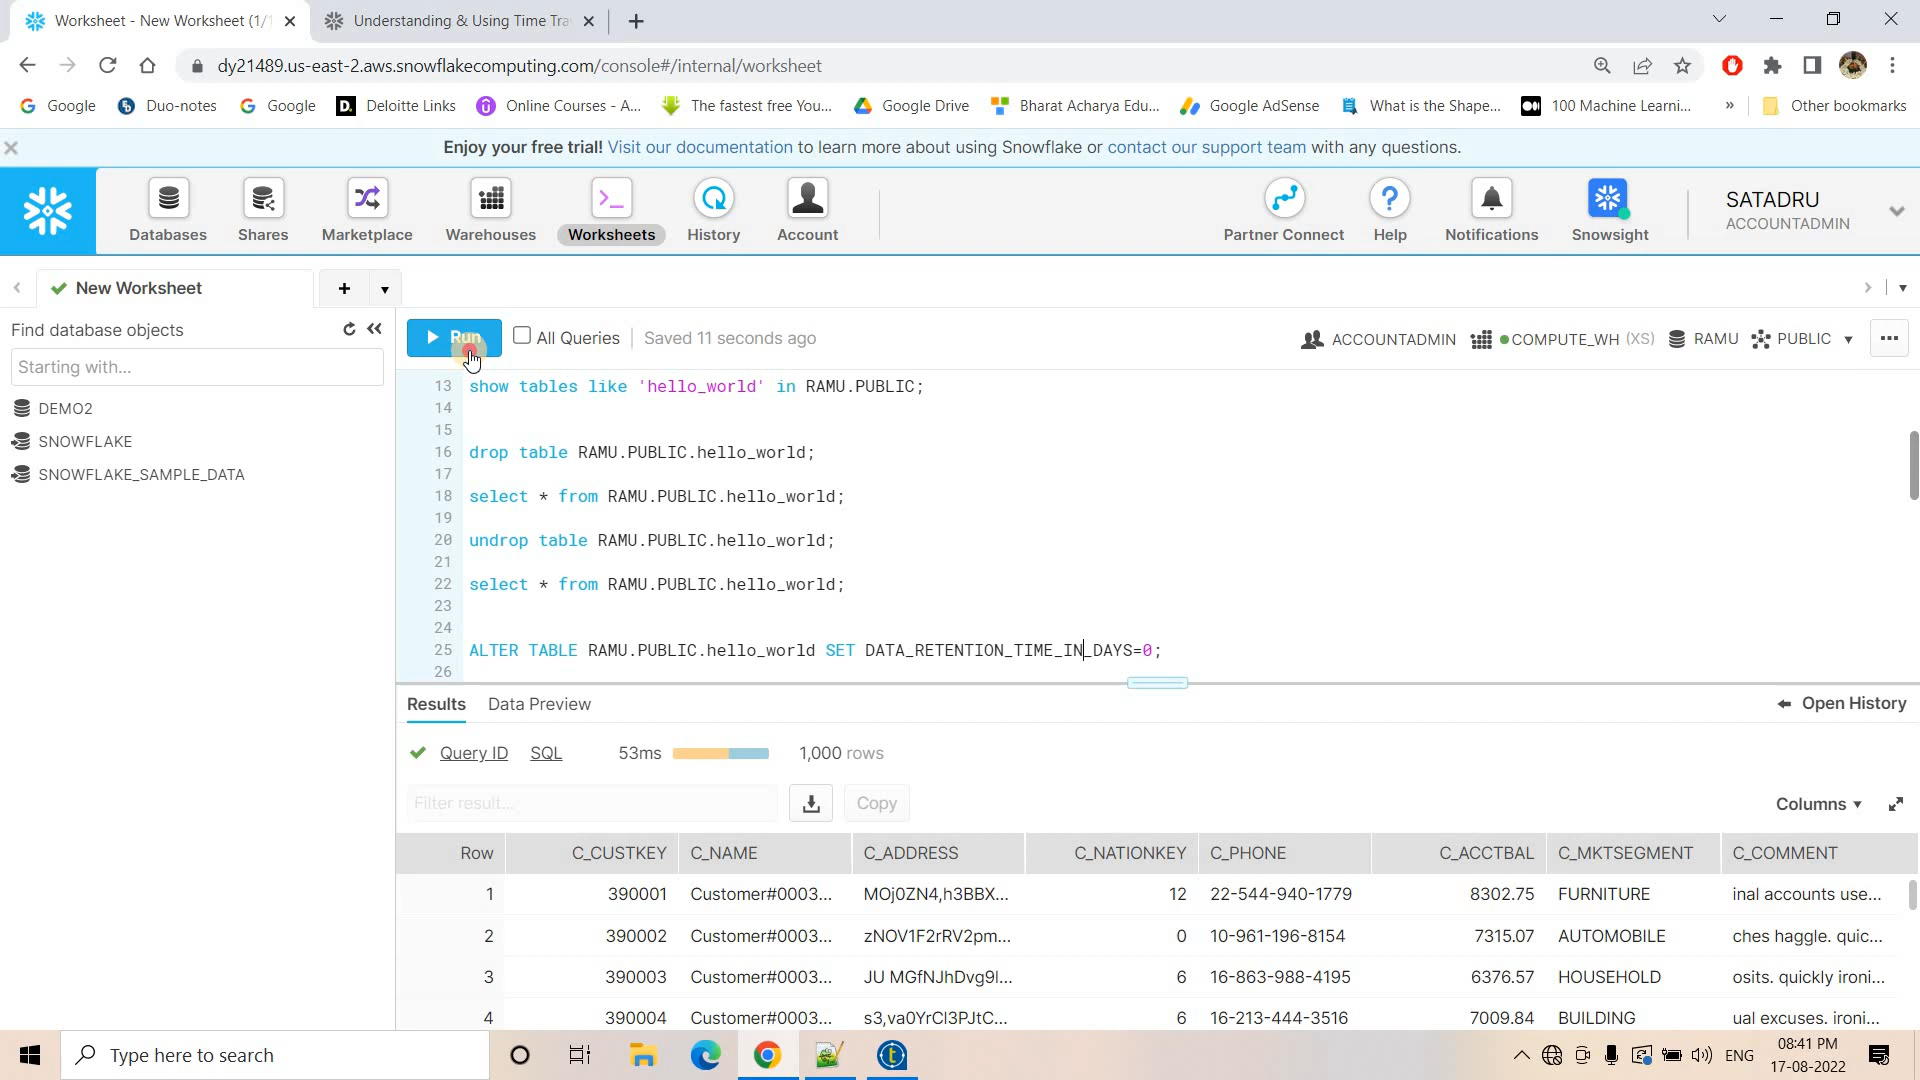 Worksheet - New Worksheet (1/1
Understanding & Using Time Tra
dy21489.us-east-2.aws.snowflakecomputing.com/console#/internal/worksheet
Google
Duo-notes
Google
Deloitte Links
Online Courses - A...
The fastest free You...
Google Drive
Bharat Acharya Edu...
Google AdSense
What is the Shape...
100 Machine Learni...
»
Other bookmarks
Enjoy your free trial! Visit our documentation to learn more about using Snowflake or contact our support team with any questions.
Databases
Shares
Marketplace
Warehouses
Worksheets
History
Account
Partner Connect
Help
Notifications
Snowsight
SATADRU
ACCOUNTADMIN
New Worksheet
Find database objects
Starting with...
DEMO2
SNOWFLAKE
SNOWFLAKE_SAMPLE_DATA
Run
All Queries
Saved 11 seconds ago
ACCOUNTADMIN
COMPUTE_WH (XS)
RAMU
PUBLIC
13 show tables like 'hello_world' in RAMU.PUBLIC;
14
15
16 drop table RAMU.PUBLIC.hello_world;
17
18 select * from RAMU.PUBLIC.hello_world;
19
20 undrop table RAMU.PUBLIC.hello_world;
21
22 select * from RAMU.PUBLIC.hello_world;
23
24
25 ALTER TABLE RAMU.PUBLIC.hello_world SET DATA_RETENTION_TIME_IN_DAYS=0;
26
Results
Data Preview
Open History
Query ID
SQL
53ms
1,000 rows
Filter result...
Copy
Columns
Row C_CUSTKEY C_NAME C_ADDRESS C_NATIONKEY C_PHONE C_ACCTBAL C_MKTSEGMENT C_COMMENT
1 390001 Customer#0003... MOj0ZN4,h3BBX... 12 22-544-940-1779 8302.75 FURNITURE inal accounts use...
2 390002 Customer#0003... zNOV1F2rRV2pm... 0 10-961-196-8154 7315.07 AUTOMOBILE ches haggle. quic...
3 390003 Customer#0003... JU MGfNJhDvg9l... 6 16-863-988-4195 6376.57 HOUSEHOLD osits. quickly ironi...
4 390004 Customer#0003... s3,va0YrCl3PJtC... 6 16-213-444-3516 7009.84 BUILDING ual excuses. ironi...
Type here to search
ENG
08:41 PM
17-08-2022